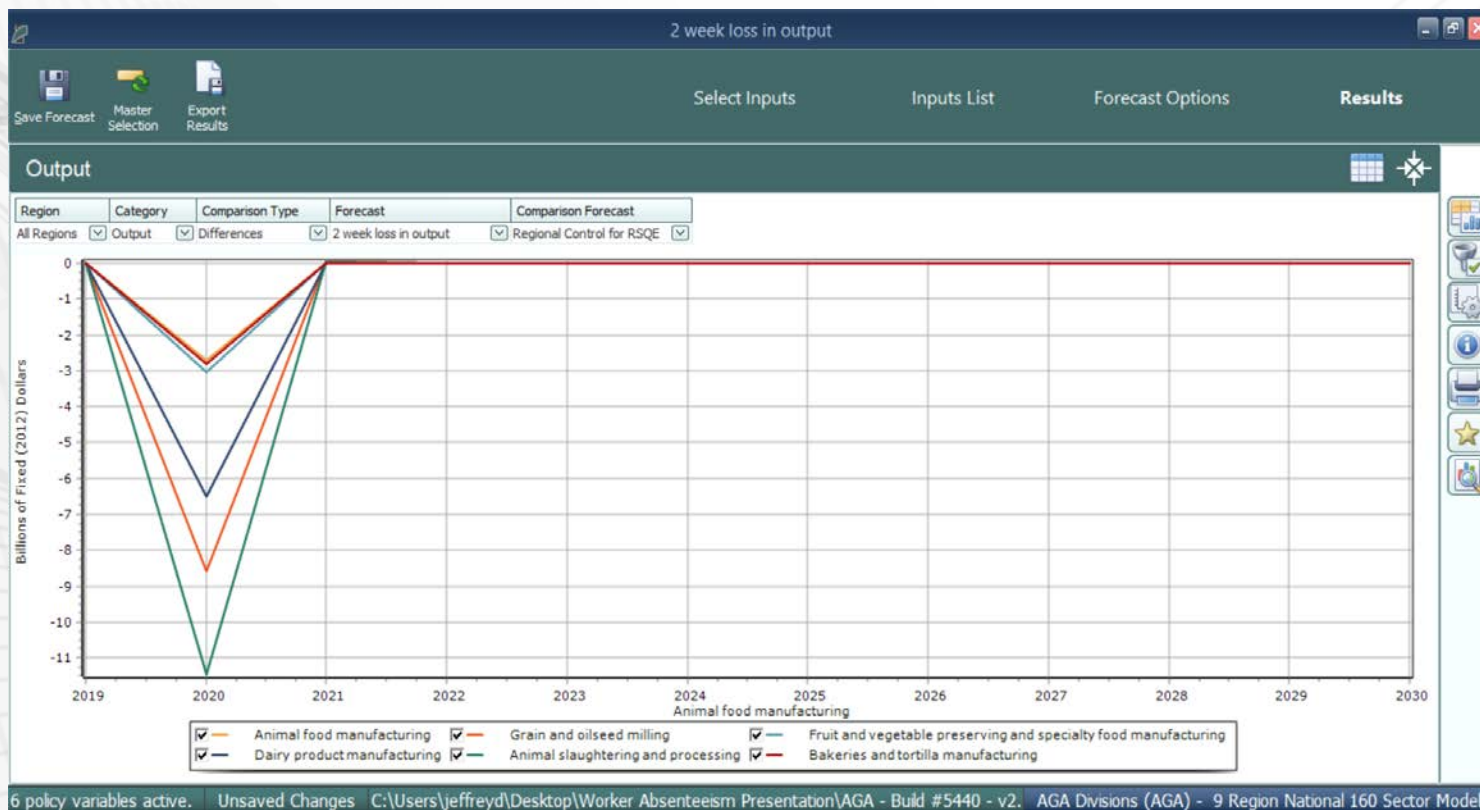 2 week loss in output
Save Forecast
Master Selection
Export Results
Select Inputs Inputs List Forecast Options Results
Output
Region Category Comparison Type Forecast Comparison Forecast
All Regions Output Differences 2 week loss in output Regional Control for RSQE
0
-1
-2
-3
-4
-5
-6
-7
-8
-9
-10
-11
Billions of Fixed (2012) Dollars
2019 2020 2021 2022 2023 2024 2025 2026 2027 2028 2029 2030
Animal food manufacturing
Animal food manufacturing Grain and oilseed milling Fruit and vegetable preserving and specialty food manufacturing
Dairy product manufacturing Animal slaughtering and processing Bakeries and tortilla manufacturing
6 policy variables active. Unsaved Changes C:\Users\jeffreyd\Desktop\Worker Absenteeism Presentation\AGA - Build #5440 - v2. AGA Divisions (AGA) - 9 Region National 160 Sector Mode